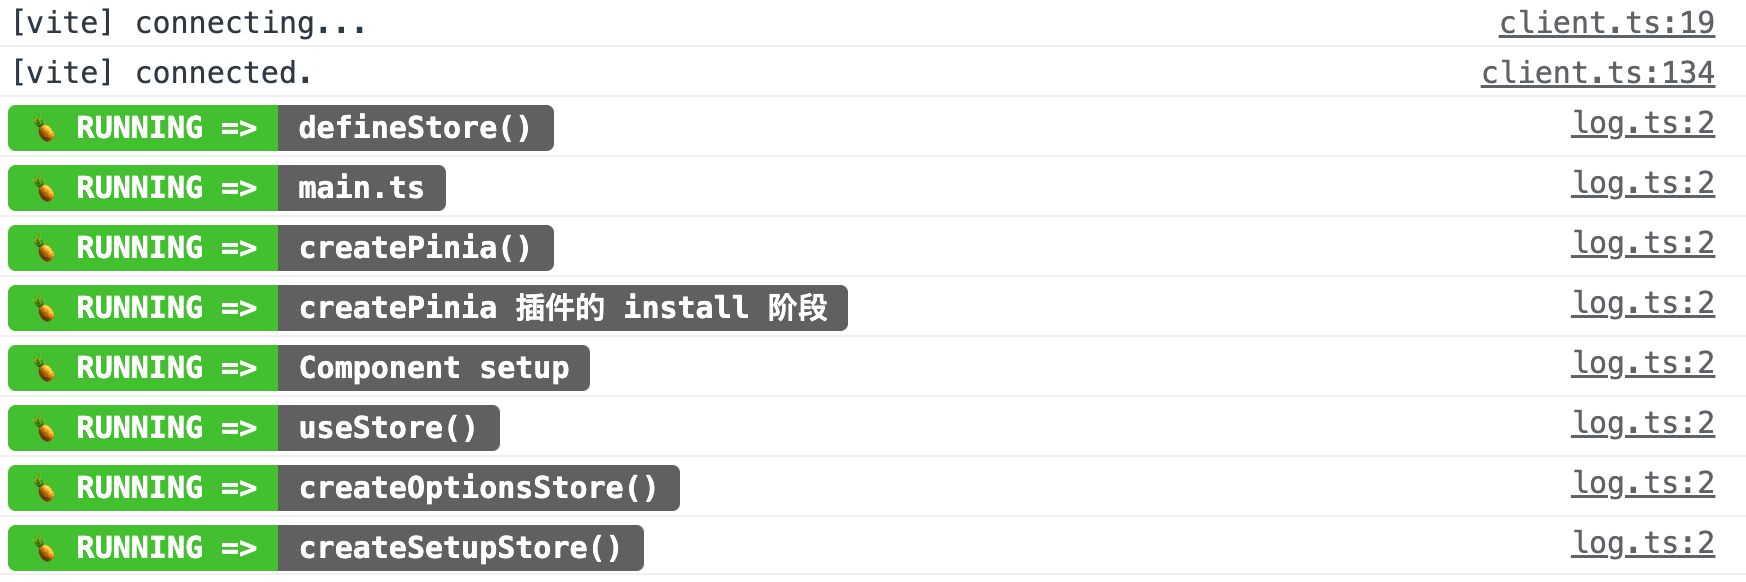 [vite] connecting... client.ts:19
[vite] connected. client.ts:134
🍍 RUNNING => defineStore() log.ts:2
🍍 RUNNING => main.ts log.ts:2
🍍 RUNNING => createPinia() log.ts:2
🍍 RUNNING => createPinia 插件的 install 阶段 log.ts:2
🍍 RUNNING => Component setup log.ts:2
🍍 RUNNING => useStore() log.ts:2
🍍 RUNNING => createOptionsStore() log.ts:2
🍍 RUNNING => createSetupStore() log.ts:2